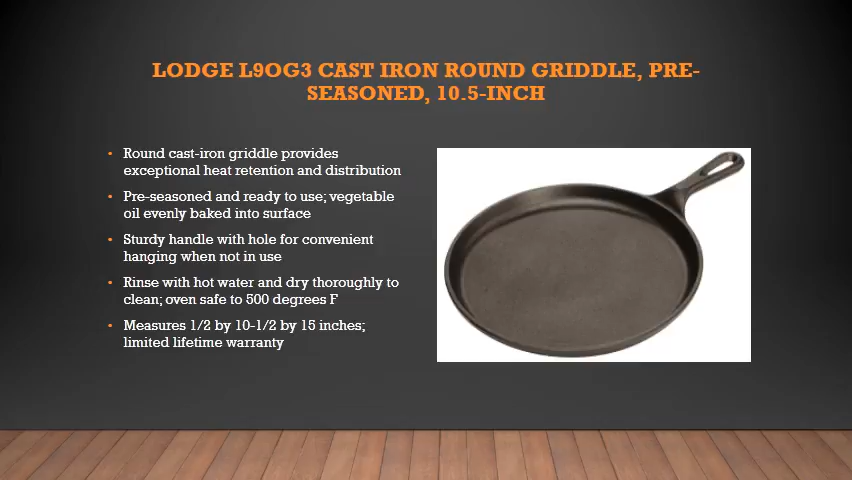 LODGE L9OG3 CAST IRON ROUND GRIDDLE, PRE-
SEASONED, 10.5-INCH
• Round cast-iron griddle provides
exceptional heat retention and distribution
• Pre-seasoned and ready to use; vegetable
oil evenly baked into surface
• Sturdy handle with hole for convenient
hanging when not in use
• Rinse with hot water and dry thoroughly to
clean; oven safe to 500 degrees F
• Measures 1/2 by 10-1/2 by 15 inches;
limited lifetime warranty